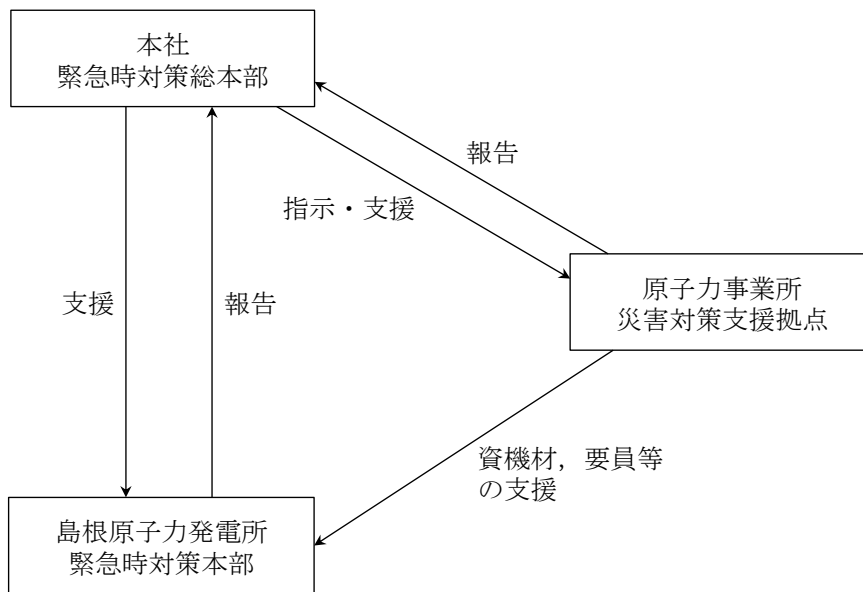 本社
緊急時対策総本部
報告
指示・支援
支援
報告
原子力事業所
災害対策支援拠点
資機材，要員等
の支援
島根原子力発電所
緊急時対策本部